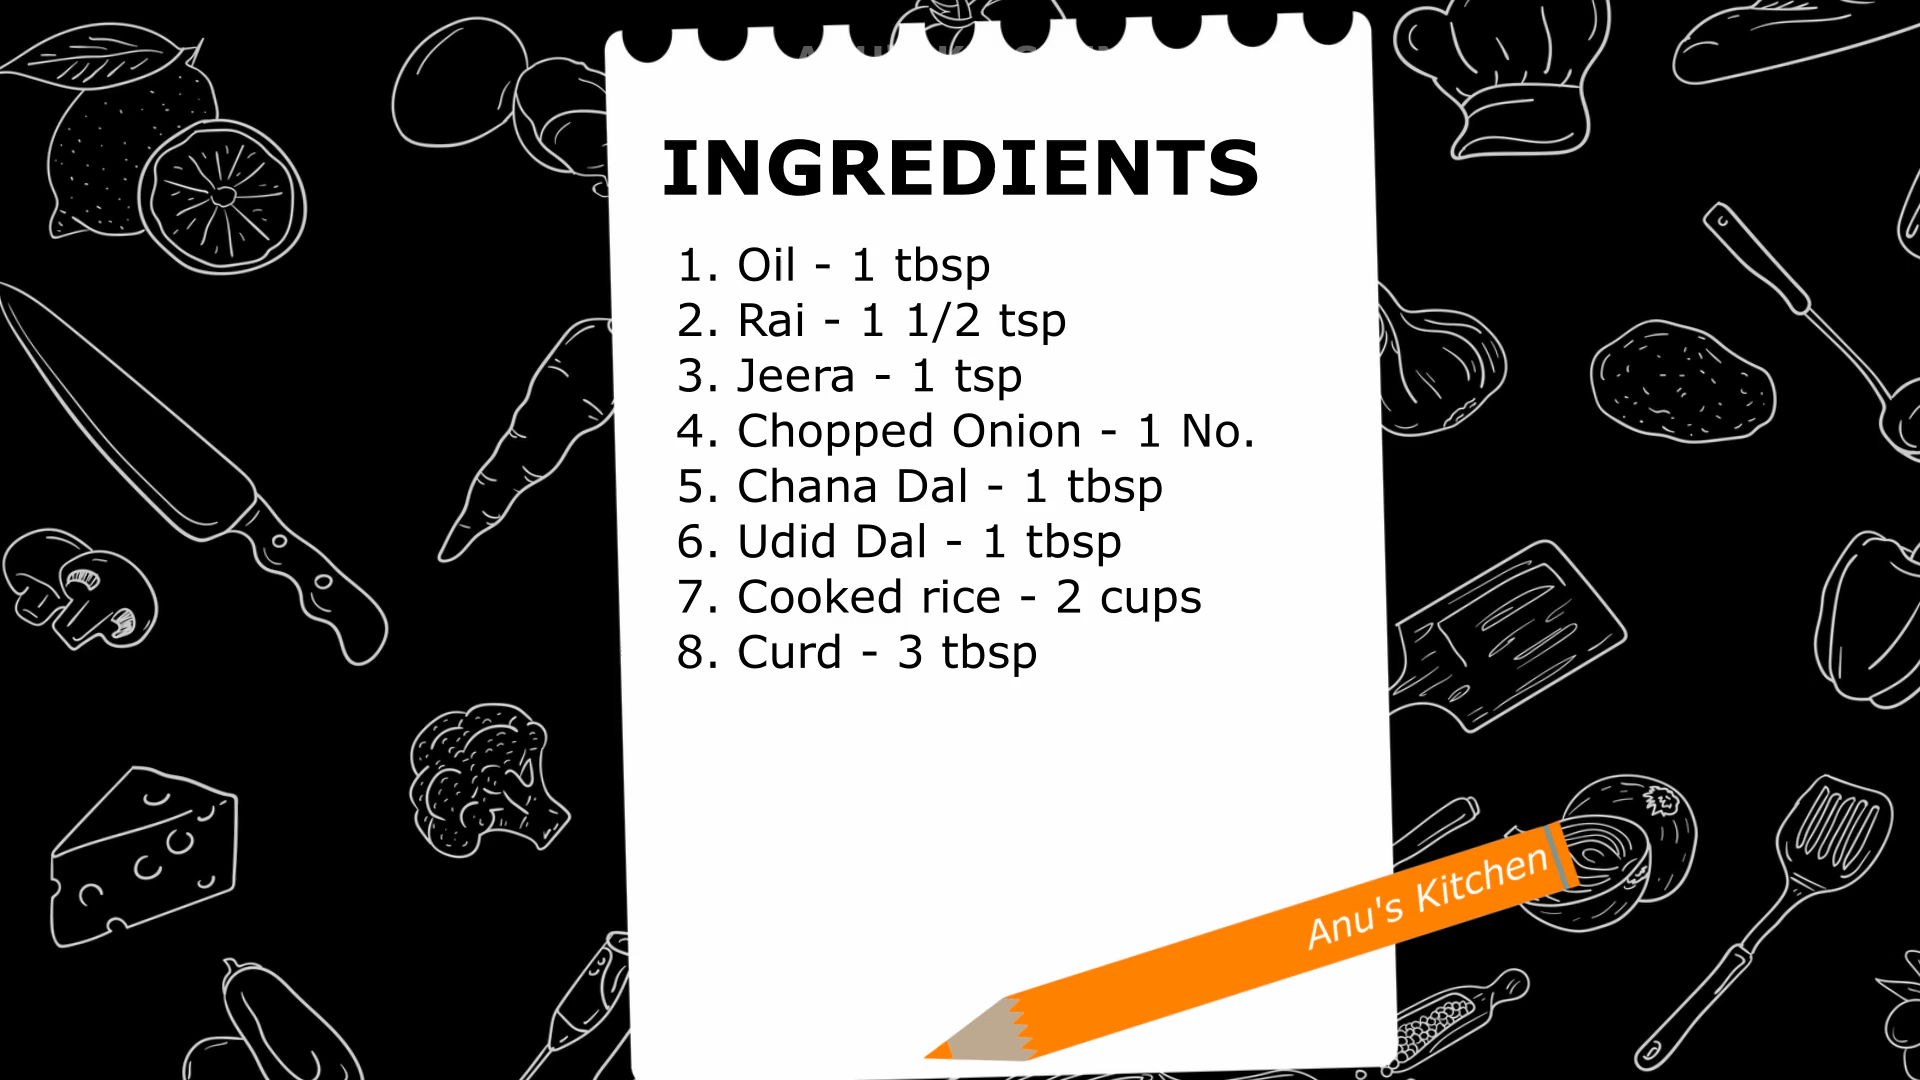 INGREDIENTS
1. Oil - 1 tbsp
2. Rai - 1 1/2 tsp
3. Jeera - 1 tsp
4. Chopped Onion - 1 No.
5. Chana Dal - 1 tbsp
6. Udid Dal - 1 tbsp
7. Cooked rice - 2 cups
8. Curd - 3 tbsp
Anu's Kitchen